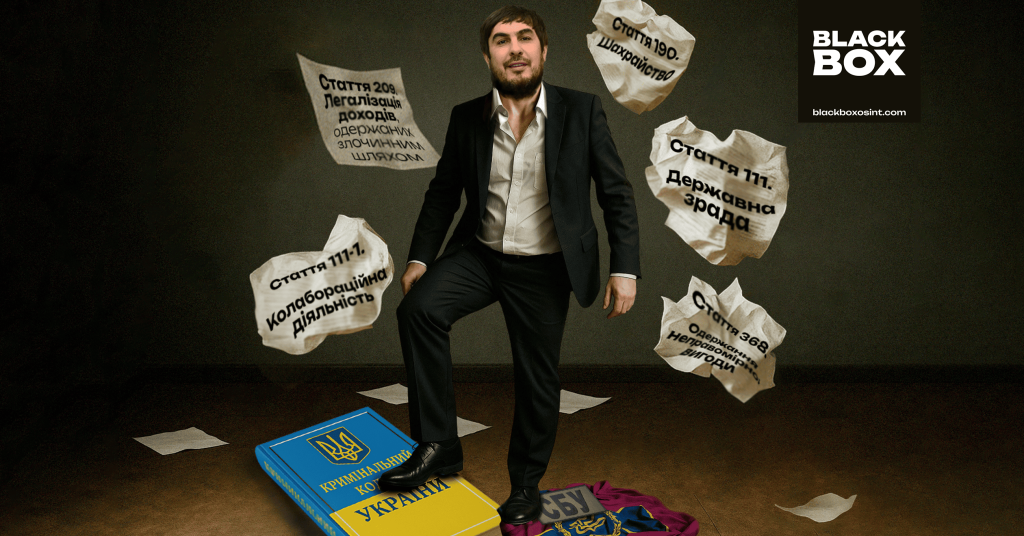 Стаття 190.
Шахрайство
BLACK
BOX
blackboxosint.com
Стаття 209.
Легалізація
доходів,
одержаних
злочинним
шляхом
Стаття 111.
Державна
зрада
Стаття 111-1.
Колабораційна
діяльність
Стаття 368.
Одержання
неправомірної
вигоди
КРИМІНАЛЬНИЙ
УКРАЇНИ
СБУ